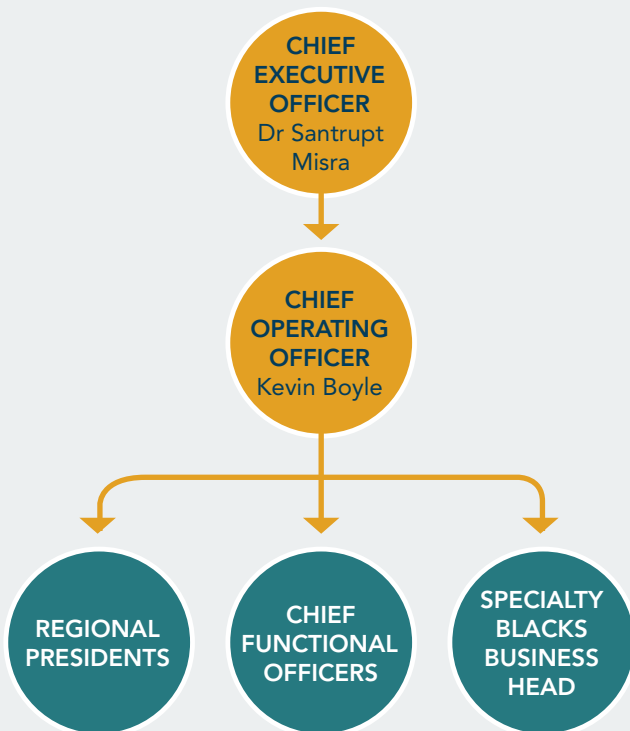 CHIEF
EXECUTIVE
OFFICER
Dr Santrupt
Misra
CHIEF
OPERATING
OFFICER
Kevin Boyle
REGIONAL
PRESIDENTS
CHIEF
FUNCTIONAL
OFFICERS
SPECIALTY
BLACKS
BUSINESS
HEAD